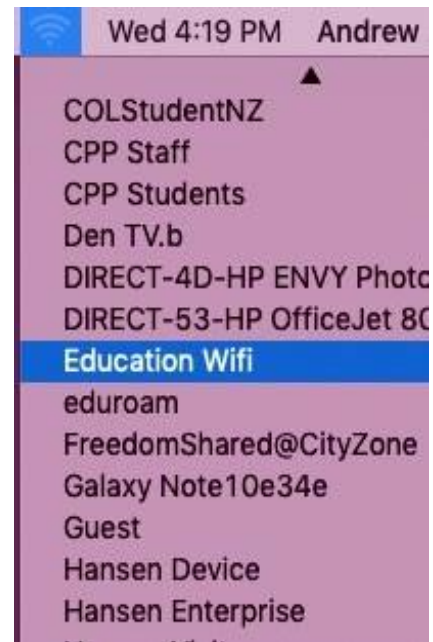 Wed 4:19 PM Andrew
COLStudentNZ
CPP Staff
CPP Students
Den TV.b
DIRECT-4D-HP ENVY Photo
DIRECT-53-HP OfficeJet 80
Education Wifi
eduroam
FreedomShared@CityZone
Galaxy Note10e34e
Guest
Hansen Device
Hansen Enterprise